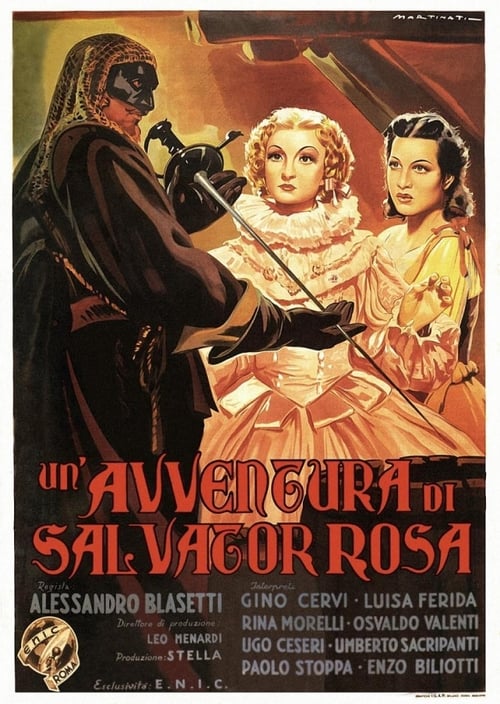 MARTINATI
UN'AVVENTURA DI
SALVATOR ROSA
Regista:
ALESSANDRO BLASETTI
Direttore di produzione:
LEO MENARDI
Produzione: STELLA
Esclusività: E.N.I.C.
Interpreti:
GINO CERVI · LUISA FERIDA
RINA MORELLI · OSVALDO VALENTI
UGO CESERI · UMBERTO SACRIPANTI
PAOLO STOPPA · ENZO BILIOTTI
E.N.I.C.
ROMA